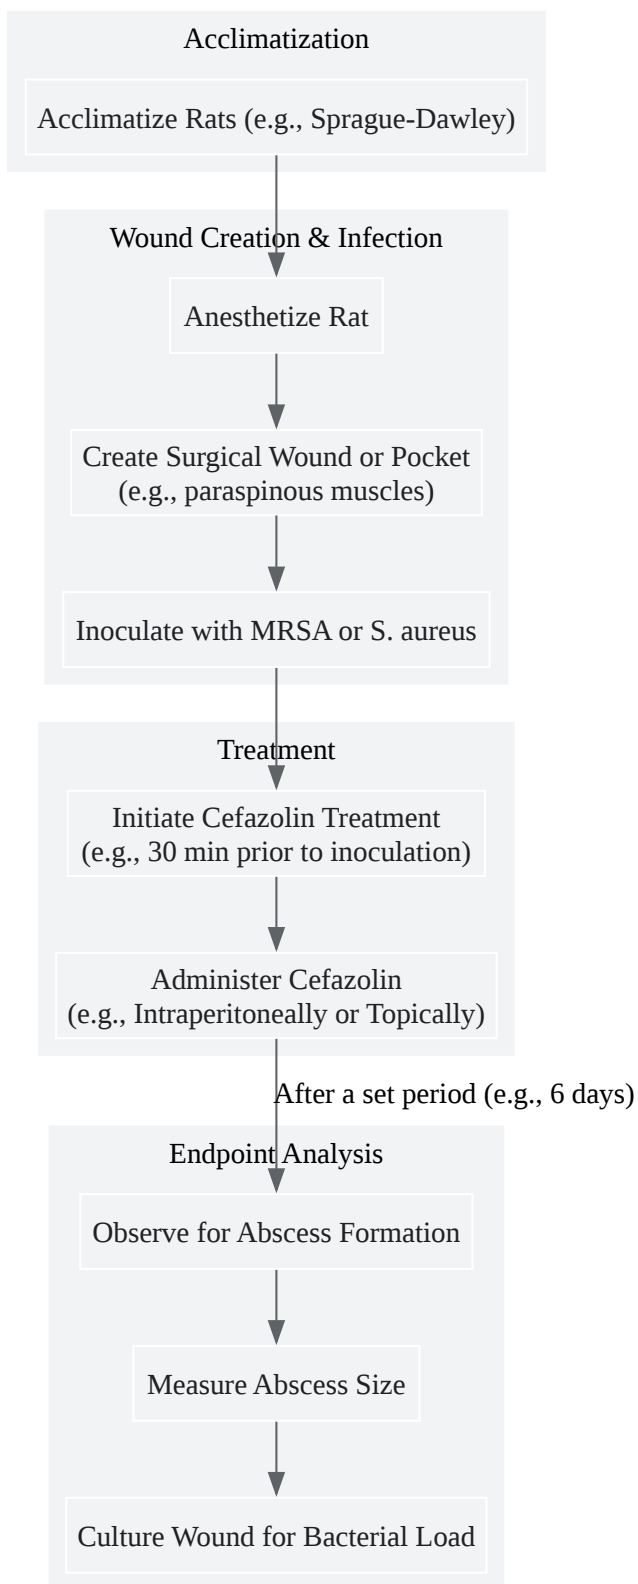 Acclimatization
Acclimatize Rats (e.g., Sprague-Dawley)
Wound Creation & Infection
Anesthetize Rat
Create Surgical Wound or Pocket
(e.g., paraspinous muscles)
Inoculate with MRSA or S. aureus
Treatment
Initiate Cefazolin Treatment
(e.g., 30 min prior to inoculation)
Administer Cefazolin
(e.g., Intraperitoneally or Topically)
After a set period (e.g., 6 days)
Endpoint Analysis
Observe for Abscess Formation
Measure Abscess Size
Culture Wound for Bacterial Load